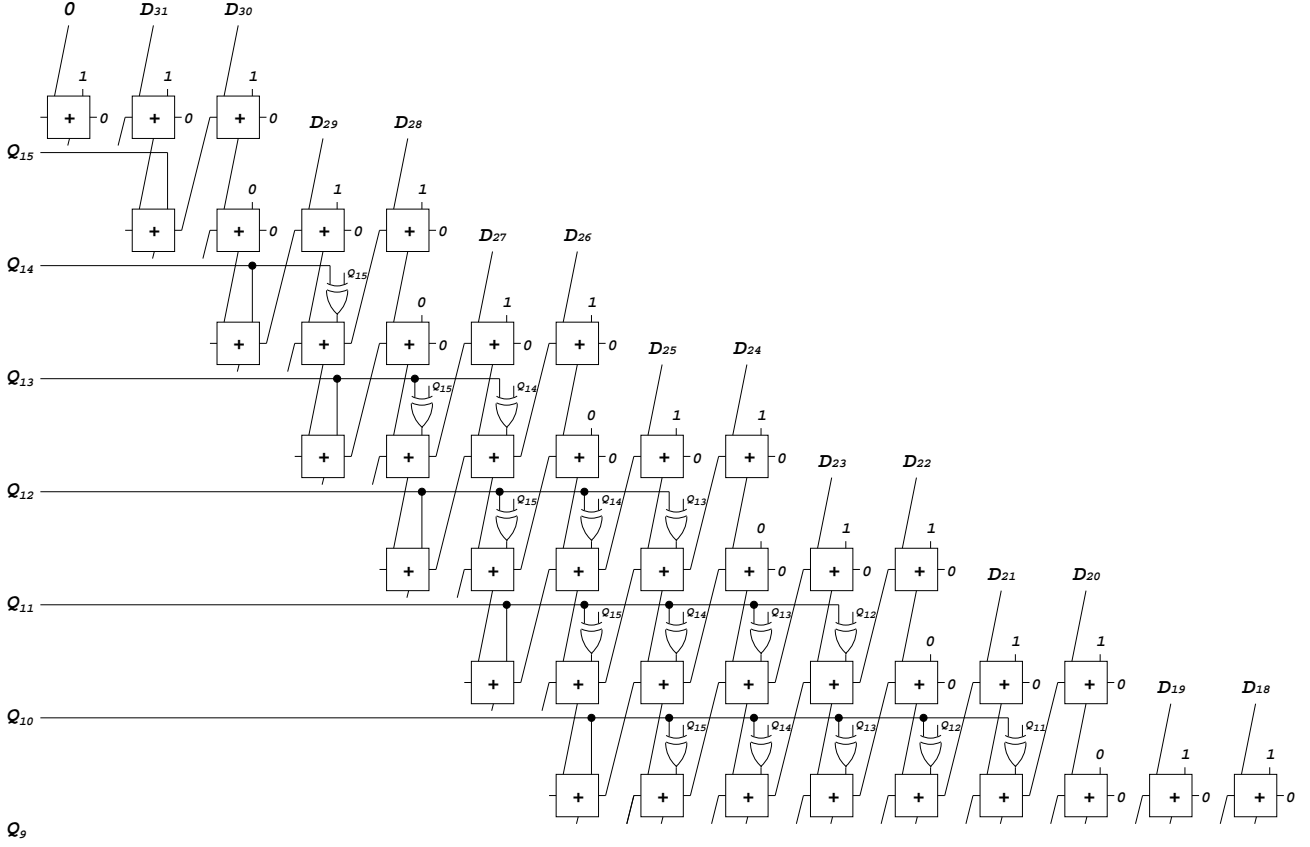 0 D31 D30
1 1 1
+ 0 + 0 + 0
D29 D28
Q15
0 1 1
+ + 0 + 0 + 0
D27 D26
Q14 Q15
0 1 1
+ + + 0 + 0 + 0
D25 D24
Q13 Q15 Q14
0 1 1
+ + + + 0 + 0 + 0
D23 D22
Q12 Q15 Q14 Q13
0 1 1
+ + + + + 0 + 0 + 0
D21 D20
Q11 Q15 Q14 Q13 Q12
0 1 1
+ + + + + + 0 + 0 + 0
D19 D18
Q10 Q15 Q14 Q13 Q12 Q11
0 1 1
+ + + + + + + 0 + 0 + 0
Q9